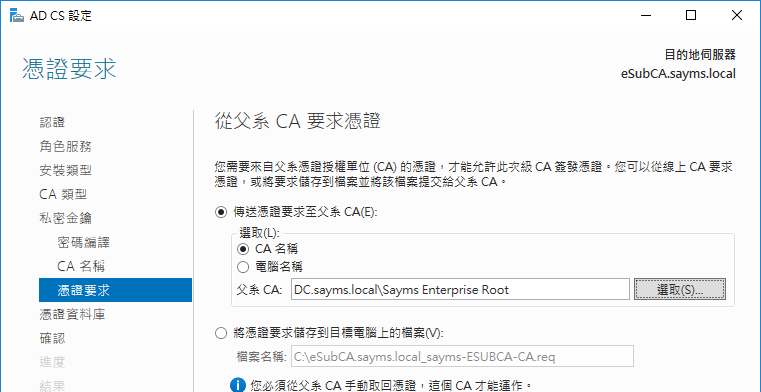 AD CS 設定
憑證要求
目的地伺服器
eSubCA.sayms.local
認證
角色服務
安裝類型
CA 類型
私密金鑰
密碼編譯
CA 名稱
憑證要求
憑證資料庫
確認
進度
結果
從父系 CA 要求憑證
您需要來自父系憑證授權單位 (CA) 的憑證，才能允許此次級 CA 簽發憑證。您可以從線上 CA 要求
憑證，或將要求儲存到檔案並將該檔案提交給父系 CA。
傳送憑證要求至父系 CA(E):
選取(L):
CA 名稱
電腦名稱
父系 CA: DC.sayms.local\Sayms Enterprise Root 選取(S)...
將憑證要求儲存到目標電腦上的檔案(V):
檔案名稱: C:\eSubCA.sayms.local_sayms-ESUBCA-CA.req
您必須從父系 CA 手動取回憑證，這個 CA 才能運作。